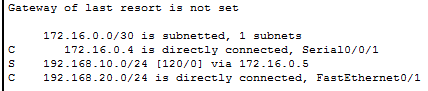 Gateway of last resort is not set
172.16.0.0/30 is subnetted, 1 subnets
C 172.16.0.4 is directly connected, Serial0/0/1
S 192.168.10.0/24 [120/0] via 172.16.0.5
C 192.168.20.0/24 is directly connected, FastEthernet0/1